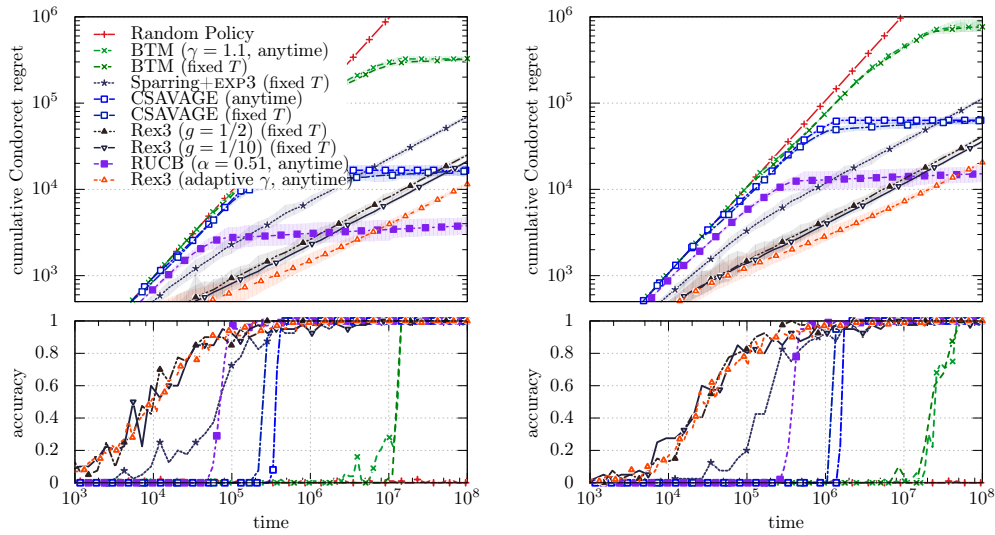 10^6
10^5
10^4
10^3
cumulative Condorcet regret
Random Policy
BTM (γ = 1.1, anytime)
BTM (fixed T)
Sparring+EXP3 (fixed T)
CSAVAGE (anytime)
CSAVAGE (fixed T)
Rex3 (g = 1/2) (fixed T)
Rex3 (g = 1/10) (fixed T)
RUCB (α = 0.51, anytime)
Rex3 (adaptive γ, anytime)
1
0.8
0.6
0.4
0.2
0
accuracy
10^3 10^4 10^5 10^6 10^7 10^8
time
10^6
10^5
10^4
10^3
cumulative Condorcet regret
1
0.8
0.6
0.4
0.2
0
accuracy
10^3 10^4 10^5 10^6 10^7 10^8
time